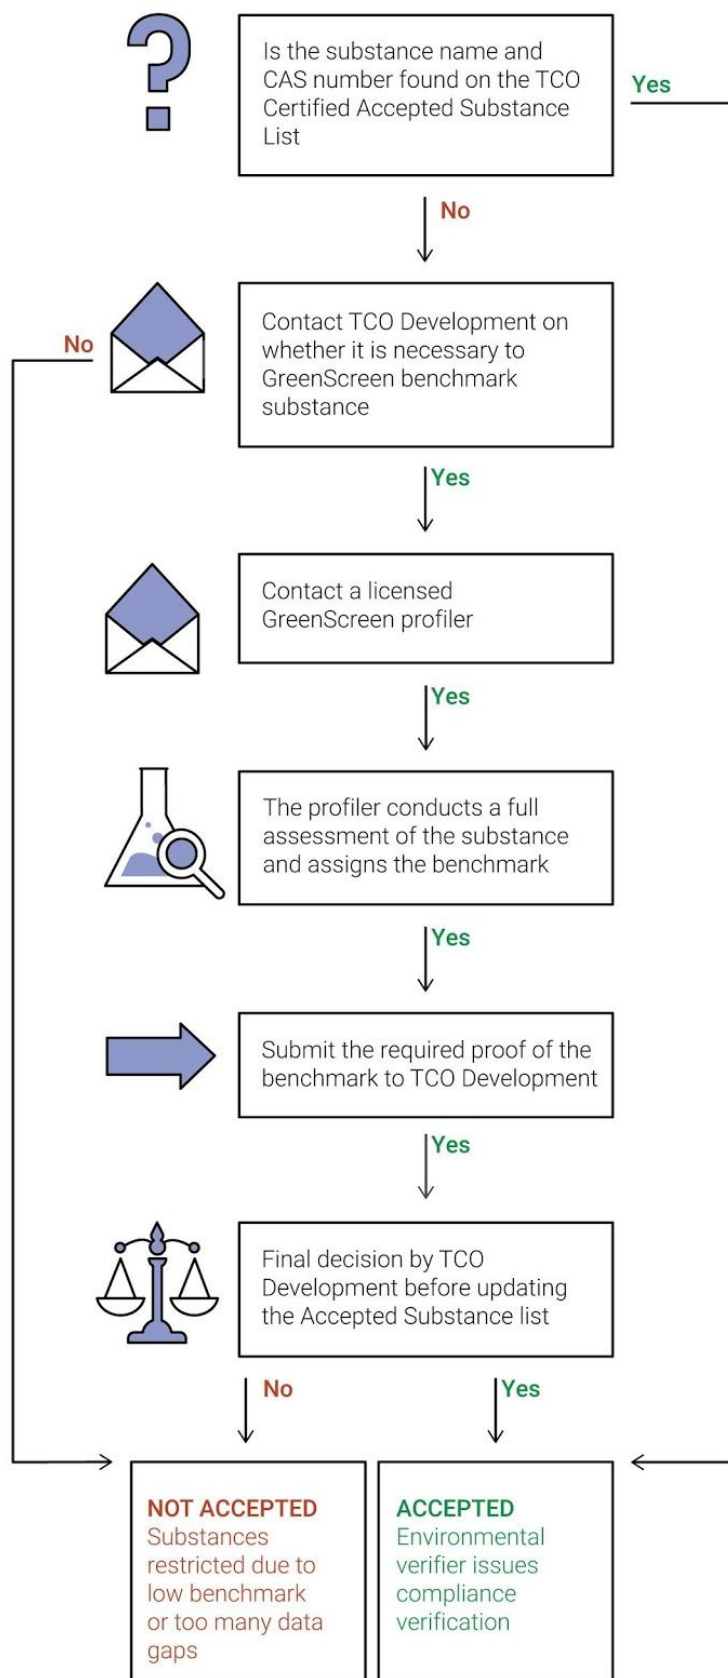 Is the substance name and
CAS number found on the TCO
Certified Accepted Substance
List
Yes
No
Contact TCO Development on
whether it is necessary to
GreenScreen benchmark
substance
No
Yes
Contact a licensed
GreenScreen profiler
Yes
The profiler conducts a full
assessment of the substance
and assigns the benchmark
Yes
Submit the required proof of the
benchmark to TCO Development
Yes
Final decision by TCO
Development before updating
the Accepted Substance list
No
Yes
NOT ACCEPTED
Substances
restricted due to
low benchmark
or too many data
gaps
ACCEPTED
Environmental
verifier issues
compliance
verification